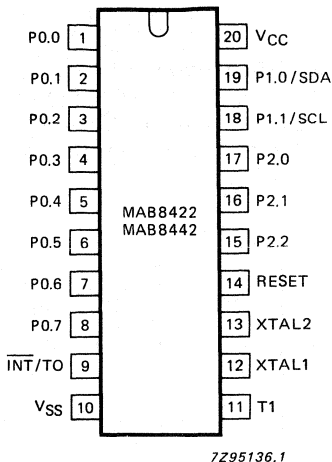 P0.0 1 20 VCC
P0.1 2 19 P1.0/SDA
P0.2 3 18 P1.1/SCL
P0.3 4 17 P2.0
P0.4 5 16 P2.1
MAB8422
MAB8442
P0.5 6 15 P2.2
P0.6 7 14 RESET
P0.7 8 13 XTAL2
INT/TO 9 12 XTAL1
VSS 10 11 T1
7Z95136.1